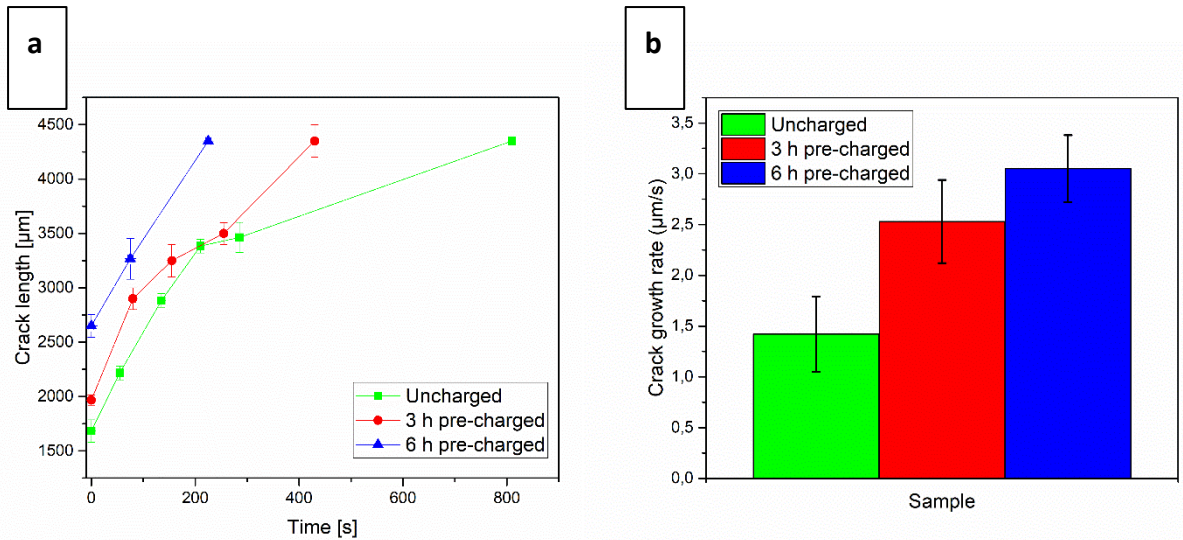 a
4500
4000
3500
3000
2500
2000
1500
0
200
400
600
800
Crack length [µm]
Time [s]
Uncharged
3 h pre-charged
6 h pre-charged
b
3,5
3,0
2,5
2,0
1,5
1,0
0,5
0,0
Crack growth rate (µm/s)
Uncharged
3 h pre-charged
6 h pre-charged
Sample